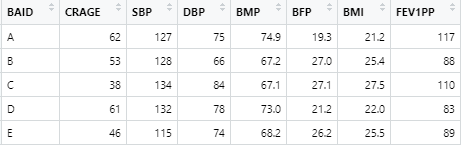 BAID CRAGE SBP DBP BMP BFP BMI FEV1PP
A 62 127 75 74.9 19.3 21.2 117
B 53 128 66 67.2 27.0 25.4 88
C 38 134 84 67.1 27.1 27.5 110
D 61 132 78 73.0 21.2 22.0 83
E 46 115 74 68.2 26.2 25.5 89